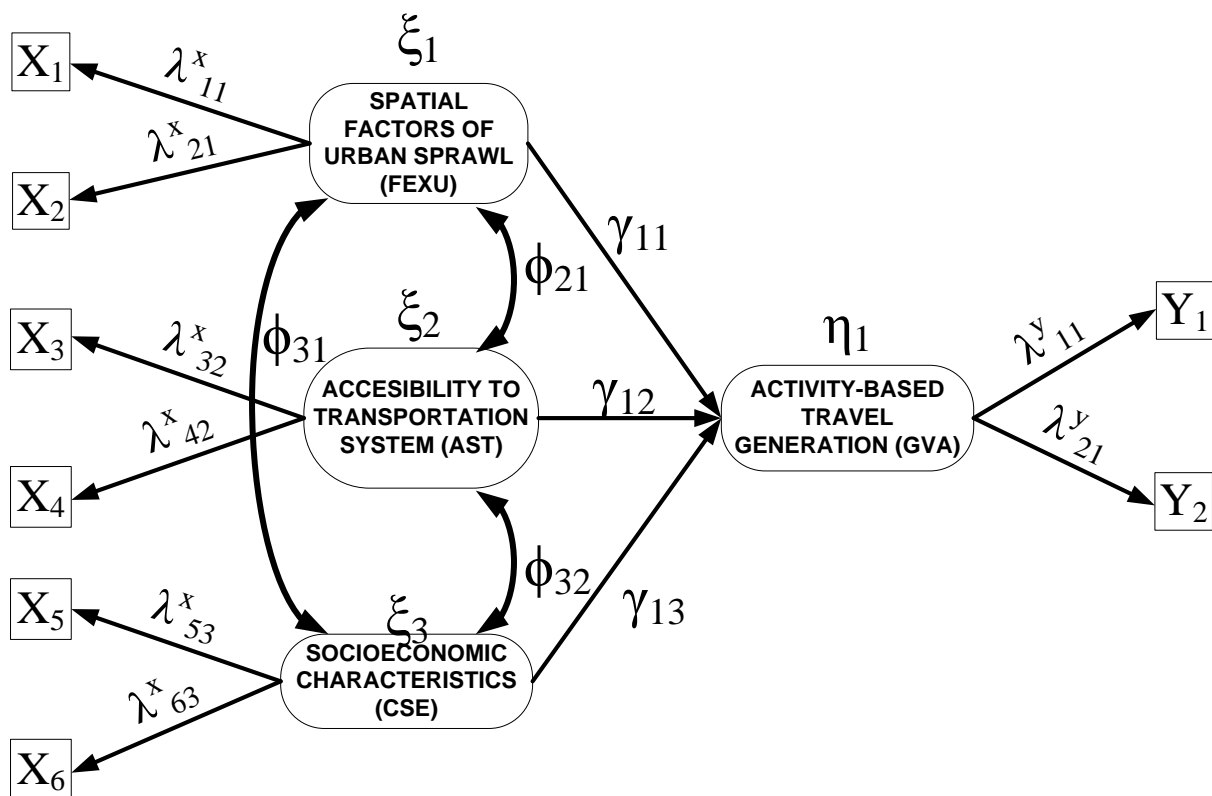 ξ1
X1
λx11
SPATIAL
FACTORS OF
URBAN SPRAWL
(FEXU)
λx21
X2
γ11
ϕ21
ξ2
η1
X3
λx32
ϕ31
ACCESIBILITY TO
TRANSPORTATION
SYSTEM (AST)
γ12
ACTIVITY-BASED
TRAVEL
GENERATION (GVA)
λy11
Y1
λx42
X4
λy21
Y2
ϕ32
X5
λx53
ξ3
γ13
SOCIOECONOMIC
CHARACTERISTICS
(CSE)
λx63
X6